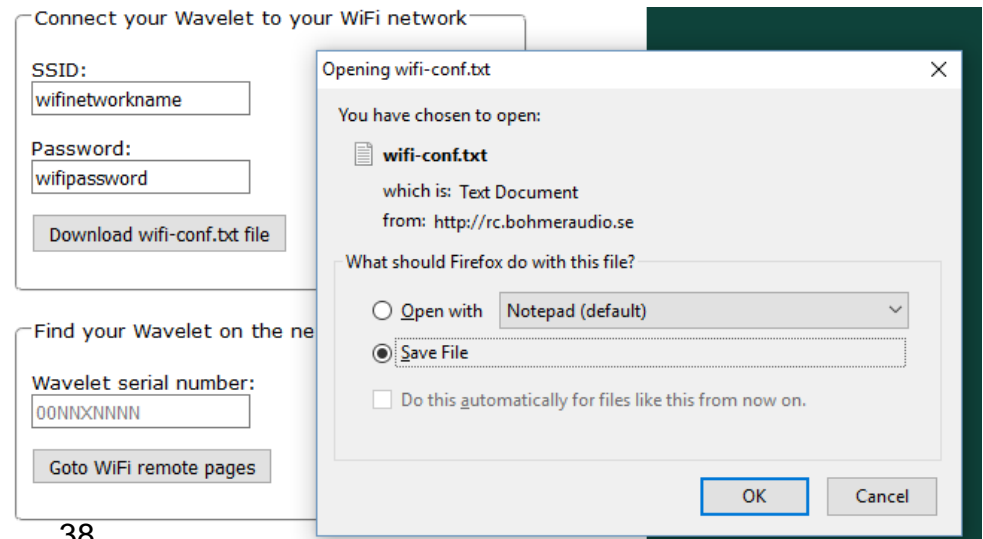 Connect your Wavelet to your WiFi network
SSID:
wifinetworkname
Password:
wifipassword
Download wifi-conf.txt file
Find your Wavelet on the ne
Wavelet serial number:
00NNXNNNN
Goto WiFi remote pages
38
Opening wifi-conf.txt
You have chosen to open:
wifi-conf.txt
which is: Text Document
from: http://rc.bohmeraudio.se
What should Firefox do with this file?
Open with Notepad (default)
Save File
Do this automatically for files like this from now on.
OK Cancel